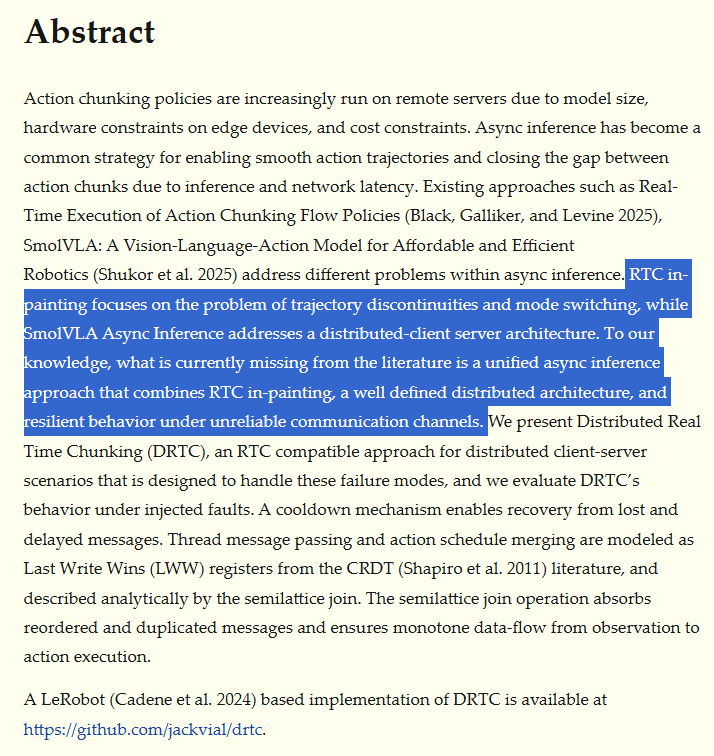 Abstract
Action chunking policies are increasingly run on remote servers due to model size,
hardware constraints on edge devices, and cost constraints. Async inference has become a
common strategy for enabling smooth action trajectories and closing the gap between
action chunks due to inference and network latency. Existing approaches such as Real-
Time Execution of Action Chunking Flow Policies (Black, Galliker, and Levine 2025),
SmolVLA: A Vision-Language-Action Model for Affordable and Efficient
Robotics (Shukor et al. 2025) address different problems within async inference. RTC in-
painting focuses on the problem of trajectory discontinuities and mode switching, while
SmolVLA Async Inference addresses a distributed-client server architecture. To our
knowledge, what is currently missing from the literature is a unified async inference
approach that combines RTC in-painting, a well defined distributed architecture, and
resilient behavior under unreliable communication channels. We present Distributed Real
Time Chunking (DRTC), an RTC compatible approach for distributed client-server
scenarios that is designed to handle these failure modes, and we evaluate DRTC’s
behavior under injected faults. A cooldown mechanism enables recovery from lost and
delayed messages. Thread message passing and action schedule merging are modeled as
Last Write Wins (LWW) registers from the CRDT (Shapiro et al. 2011) literature, and
described analytically by the semilattice join. The semilattice join operation absorbs
reordered and duplicated messages and ensures monotone data-flow from observation to
action execution.
A LeRobot (Cadene et al. 2024) based implementation of DRTC is available at
https://github.com/jackvial/drtc.